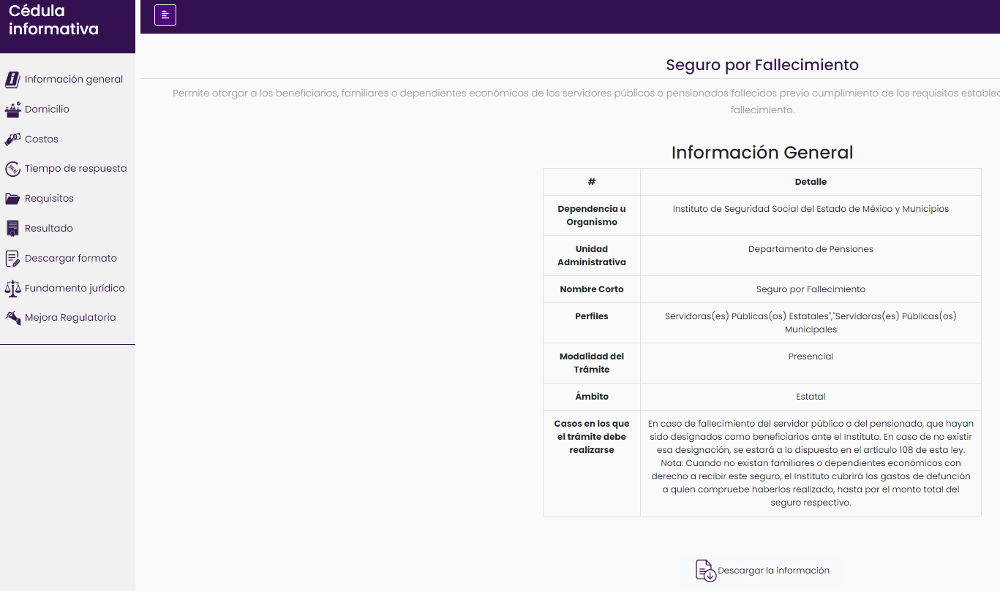 Cédula
informativa
Información general
Domicilio
Costos
Tiempo de respuesta
Requisitos
Resultado
Descargar formato
Fundamento jurídico
Mejora Regulatoria
Seguro por Fallecimiento
Permite otorgar a los beneficiarios, familiares o dependientes económicos de los servidores públicos o pensionados fallecidos previo cumplimiento de los requisitos
fallecimiento.
Información General
# Detalle
Dependencia u
Organismo
Instituto de Seguridad Social del Estado de México y Municipios
Unidad
Administrativa
Departamento de Pensiones
Nombre Corto
Seguro por Fallecimiento
Perfiles
Servidoras(es) Públicas(os) Estatales","Servidoras(es) Públicas(os)
Municipales
Modalidad del
Trámite
Presencial
Ámbito
Estatal
Casos en los que
el trámite debe
realizarse
En caso de fallecimiento del servidor público o del pensionado, que hayan
sido designados como beneficiarios ante el Instituto. En caso de no existir
esa designación, se estará a lo dispuesto en el artículo 108 de esta ley.
Nota: Cuando no existan familiares o dependientes económicos con
derecho a recibir este seguro, el Instituto cubrirá los gastos de defunción
a quien compruebe haberlos realizado, hasta por el monto total del
seguro respectivo.
Descargar la información